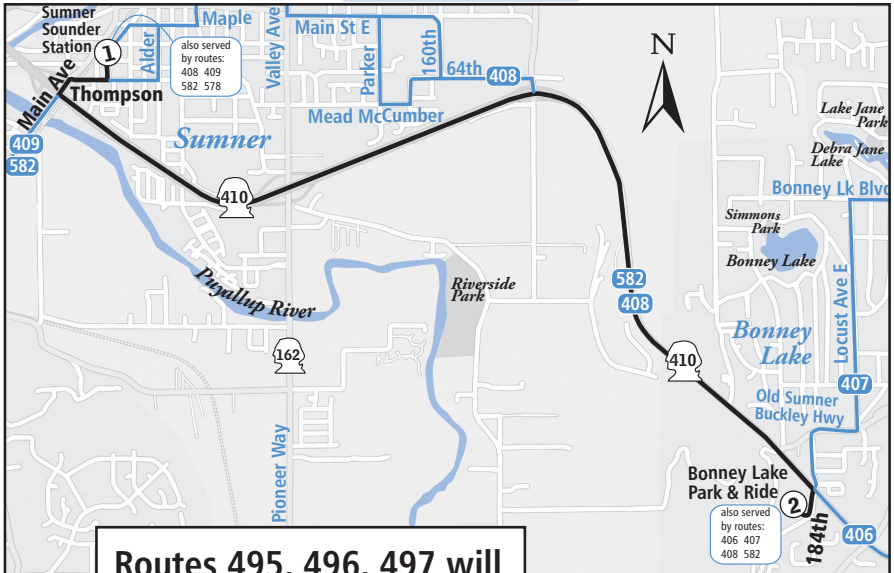 Sumner
Sounder
Station
1
Maple
Alder
also served
by routes:
408 409
582 578
Valley Ave
Main St E
Parker
160th
64th
408
Mead McCumber
N
Main Ave
Thompson
Sumner
409
582
410
Lake Jane
Park
Debra Jane
Lake
Bonney Lk Blvd
Simmons
Park
Bonney Lake
Puyallup River
Riverside
Park
582
408
Bonney
Lake
Locust Ave E
162
410
407
Old Sumner
Buckley Hwy
Pioneer Way
Bonney Lake
Park & Ride
2
also served
by routes:
406 407
408 582
184th
406
Routes 495, 496, 497 will